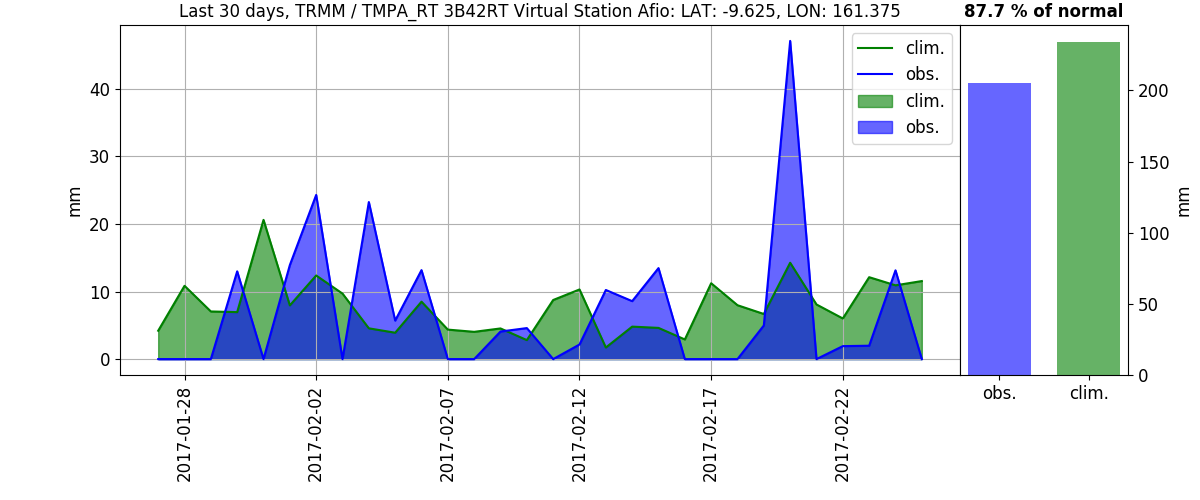 Last 30 days, TRMM / TMPA_RT 3B42RT Virtual Station Afio: LAT: -9.625, LON: 161.375
87.7 % of normal
clim.
obs.
clim.
obs.
mm
40
30
20
10
0
2017-01-28
2017-02-02
2017-02-07
2017-02-12
2017-02-17
2017-02-22
200
150
100
50
0
mm
obs.
clim.